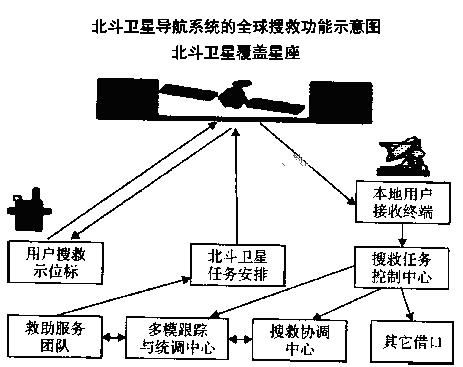 北斗卫星导航系统的全球搜救功能示意图
北斗卫星覆盖星座
本地用户
接收终端
用户搜救
示位标
北斗卫星
任务安排
搜救任务
控制中心
救助服务
团队
多模跟踪
与统调中心
搜救协调
中心
其它借口